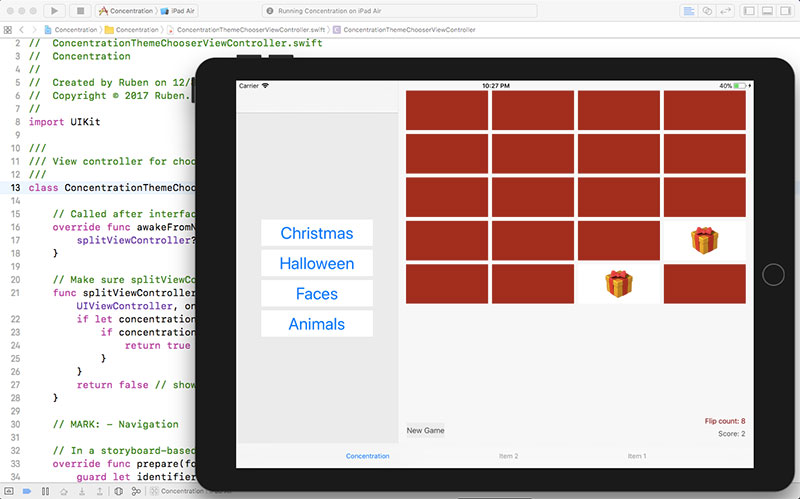 Concentration › iPad Air
Running Concentration on iPad Air
Concentration › Concentration › ConcentrationThemeChooserViewController.swift › C ConcentrationThemeChooserViewController
2 // ConcentrationThemeChooserViewController.swift
3 // Concentration
4 //
5 // Created by Ruben on 12/
6 // Copyright © 2017 Ruben.
7 //
8 import UIKit
9
10 ///
11 /// View controller for choo
12 ///
13 class ConcentrationThemeChoo
14
15 // Called after interfac
16 override func awakeFromN
17 splitViewController?
18 }
19
20 // Make sure splitViewCo
21 func splitViewController
UIViewController, on
22 if let concentration
23 if concentration
24 return true
25 }
26 }
27 return false // show
28 }
29
30 // MARK: - Navigation
31
32 // In a storyboard-based
33 override func prepare(fo
34 guard let identifier
Carrier
10:27 PM
40%
Christmas
Halloween
Faces
Animals
Flip count: 8
New Game
Score: 2
Concentration
Item 2
Item 1
Concentration